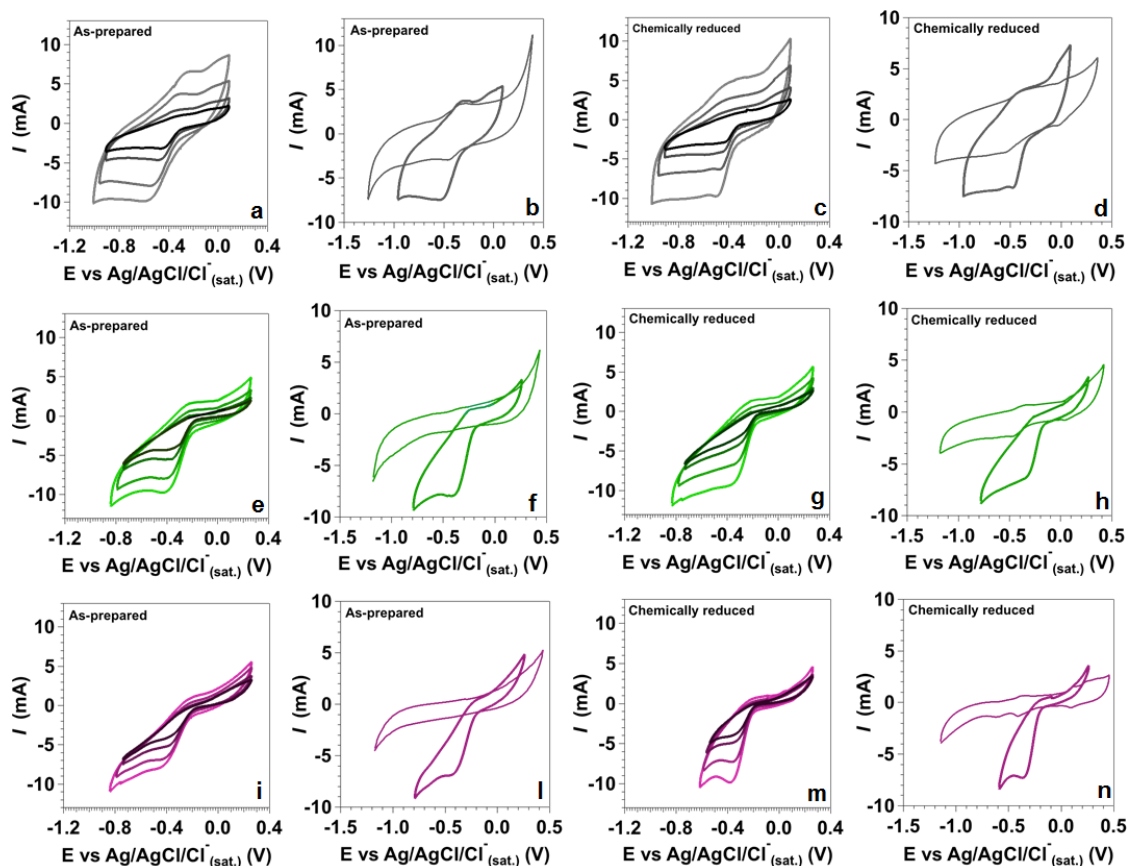 As-prepared
10
5
0
-5
-10
I (mA)
a
-1.2 -0.8 -0.4 0.0 0.4
E vs Ag/AgCl/Cl⁻(sat.) (V)
As-prepared
10
5
0
-5
-10
I (mA)
b
-1.5 -1.0 -0.5 0.0 0.5
E vs Ag/AgCl/Cl⁻(sat.) (V)
Chemically reduced
10
5
0
-5
-10
I (mA)
c
-1.2 -0.8 -0.4 0.0 0.4
E vs Ag/AgCl/Cl⁻(sat.) (V)
Chemically reduced
10
5
0
-5
-10
I (mA)
d
-1.5 -1.0 -0.5 0.0 0.5
E vs Ag/AgCl/Cl⁻(sat.) (V)
As-prepared
10
5
0
-5
-10
I (mA)
e
-1.2 -0.8 -0.4 0.0 0.4
E vs Ag/AgCl/Cl⁻(sat.) (V)
As-prepared
10
5
0
-5
-10
I (mA)
f
-1.5 -1.0 -0.5 0.0 0.5
E vs Ag/AgCl/Cl⁻(sat.) (V)
Chemically reduced
10
5
0
-5
-10
I (mA)
g
-1.2 -0.8 -0.4 0.0 0.4
E vs Ag/AgCl/Cl⁻(sat.) (V)
Chemically reduced
10
5
0
-5
-10
I (mA)
h
-1.5 -1.0 -0.5 0.0 0.5
E vs Ag/AgCl/Cl⁻(sat.) (V)
As-prepared
10
5
0
-5
-10
I (mA)
i
-1.2 -0.8 -0.4 0.0 0.4
E vs Ag/AgCl/Cl⁻(sat.) (V)
As-prepared
10
5
0
-5
-10
I (mA)
l
-1.5 -1.0 -0.5 0.0 0.5
E vs Ag/AgCl/Cl⁻(sat.) (V)
Chemically reduced
10
5
0
-5
-10
I (mA)
m
-1.2 -0.8 -0.4 0.0 0.4
E vs Ag/AgCl/Cl⁻(sat.) (V)
Chemically reduced
10
5
0
-5
-10
I (mA)
n
-1.5 -1.0 -0.5 0.0 0.5
E vs Ag/AgCl/Cl⁻(sat.) (V)